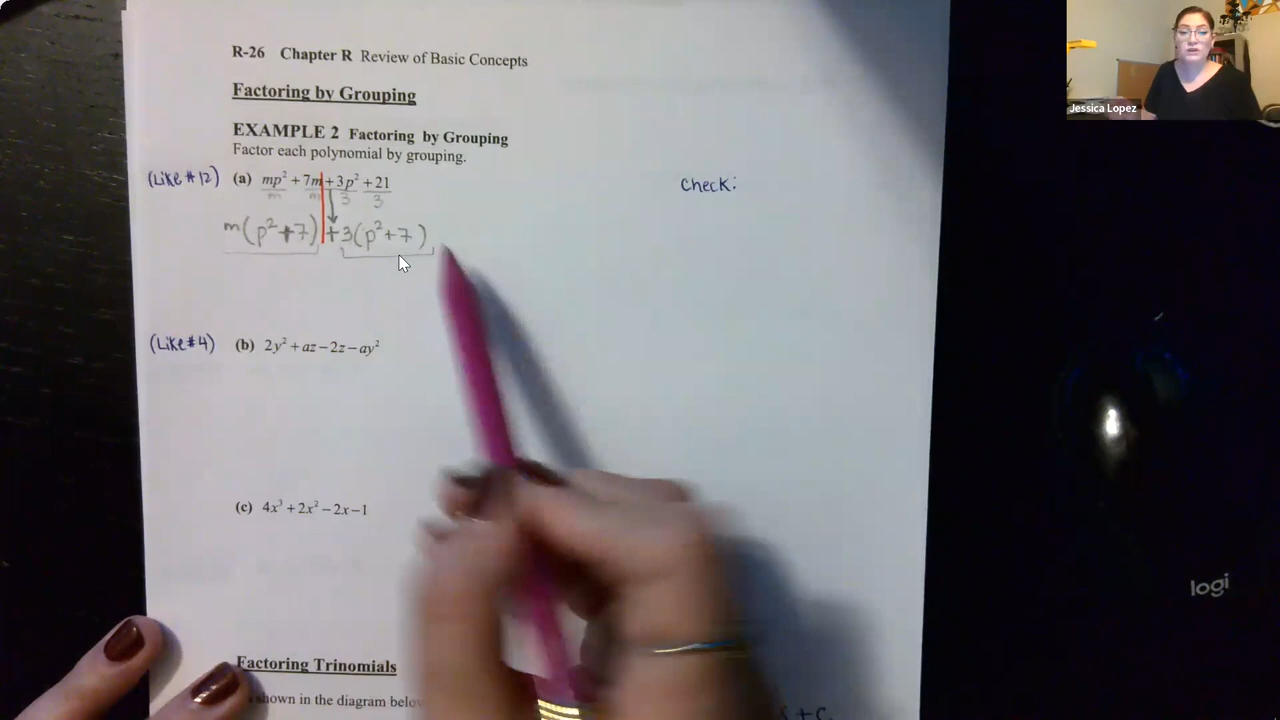 R-26 Chapter R Review of Basic Concepts
Jessica Lopez
Factoring by Grouping
EXAMPLE 2 Factoring by Grouping
Factor each polynomial by grouping.
(Like #12) (a) mp² + 7m + 3p² + 21
m m 3 3
check:
m(p² + 7) + 3(p² + 7)
(Like #4) (b) 2y² + az − 2z − ay²
(c) 4x³ + 2x² − 2x − 1
logi
Factoring Trinomials
shown in the diagram
+ c